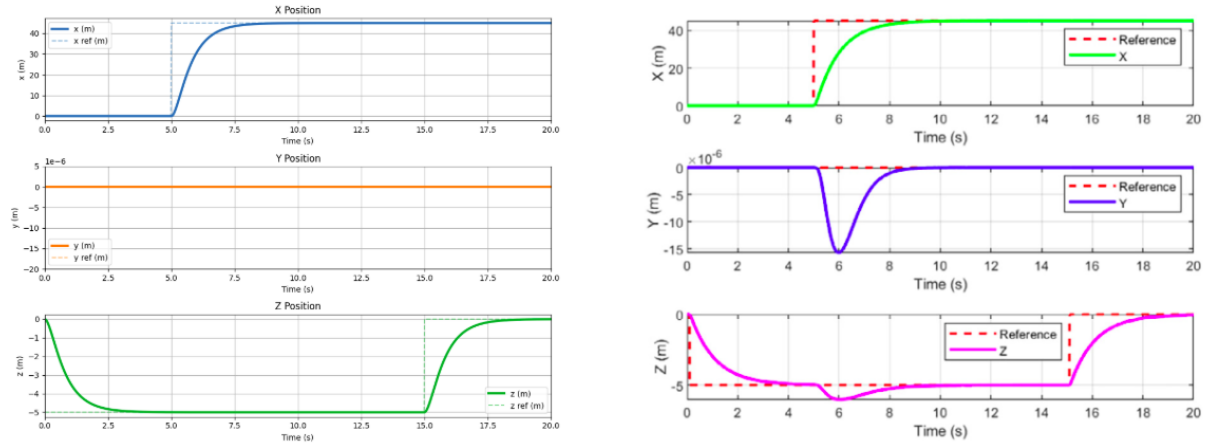 X Position
x (m)
x ref (m)
x (m)
40
30
20
10
0
0.0 2.5 5.0 7.5 10.0 12.5 15.0 17.5 20.0
Time (s)
Y Position
1e−6
5
0
−5
−10
−15
−20
y (m)
y (m)
y ref (m)
0.0 2.5 5.0 7.5 10.0 12.5 15.0 17.5 20.0
Time (s)
Z Position
0
−1
−2
−3
−4
−5
z (m)
z (m)
z ref (m)
0.0 2.5 5.0 7.5 10.0 12.5 15.0 17.5 20.0
Time (s)
40
20
0
X (m)
Reference
X
0 2 4 6 8 10 12 14 16 18 20
Time (s)
×10-6
0
-5
-10
-15
Y (m)
Reference
Y
0 2 4 6 8 10 12 14 16 18 20
Time (s)
0
-5
Z (m)
Reference
Z
0 2 4 6 8 10 12 14 16 18 20
Time (s)